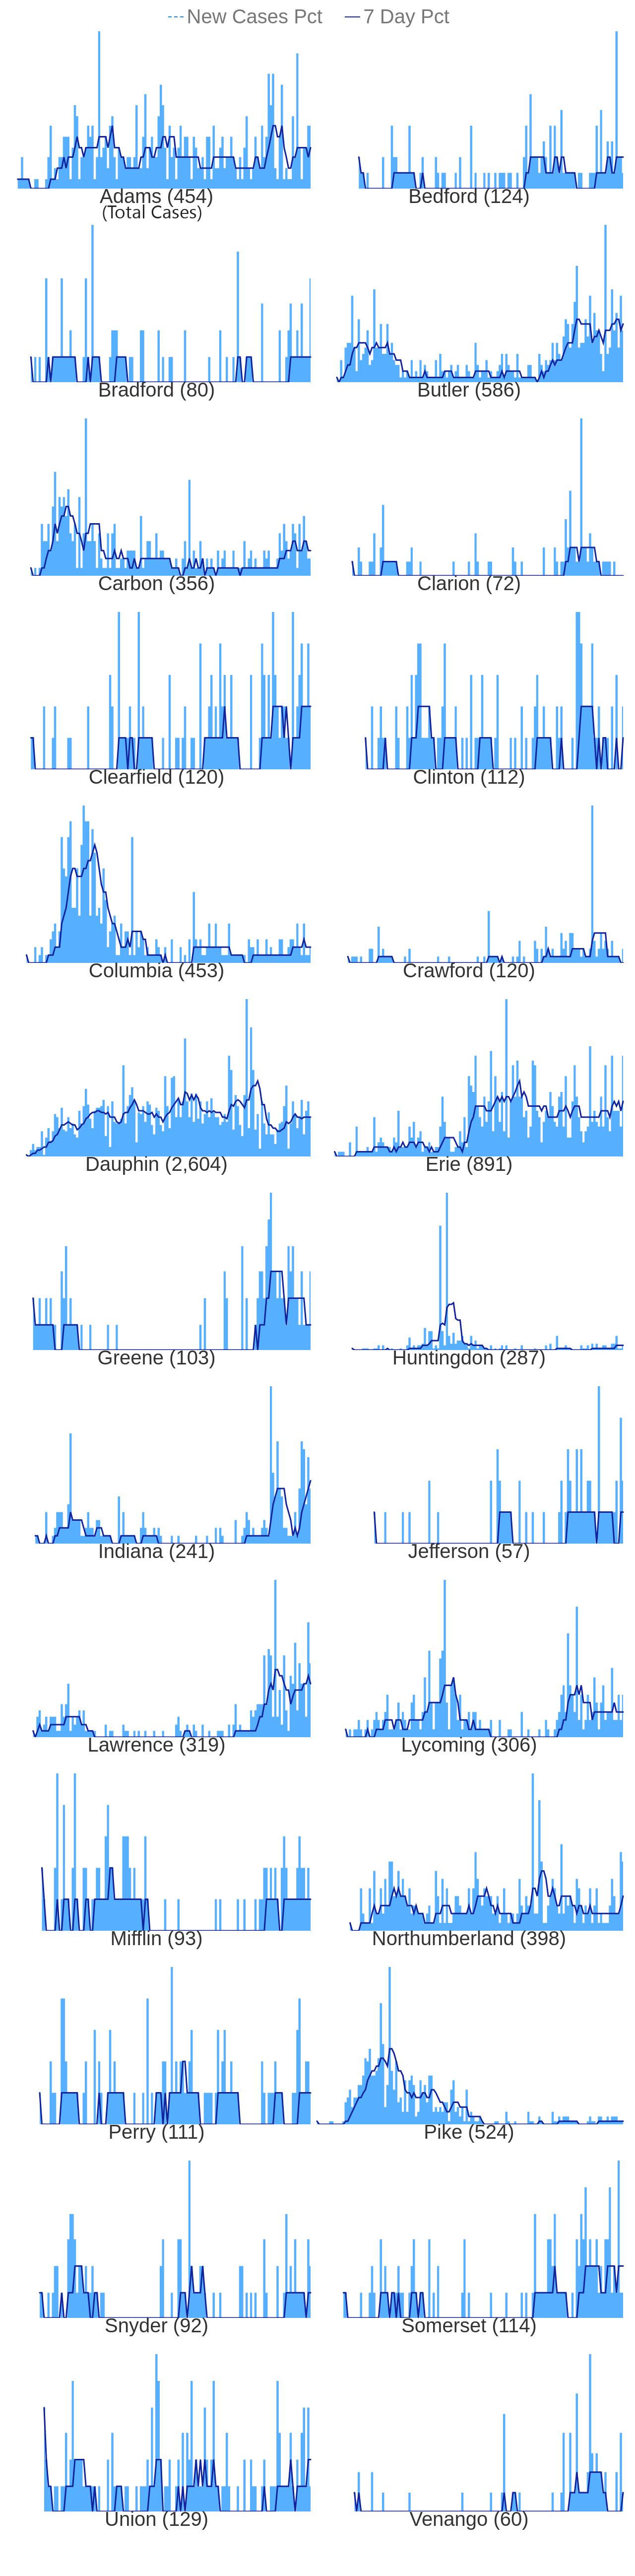 New Cases Pct 7 Day Pct
Adams (454) Bedford (124)
(Total Cases)
Bradford (80) Butler (586)
Carbon (356) Clarion (72)
Clearfield (120) Clinton (112)
Columbia (453) Crawford (120)
Dauphin (2,604) Erie (891)
Greene (103) Huntingdon (287)
Indiana (241) Jefferson (57)
Lawrence (319) Lycoming (306)
Mifflin (93) Northumberland (398)
Perry (111) Pike (524)
Snyder (92) Somerset (114)
Union (129) Venango (60)